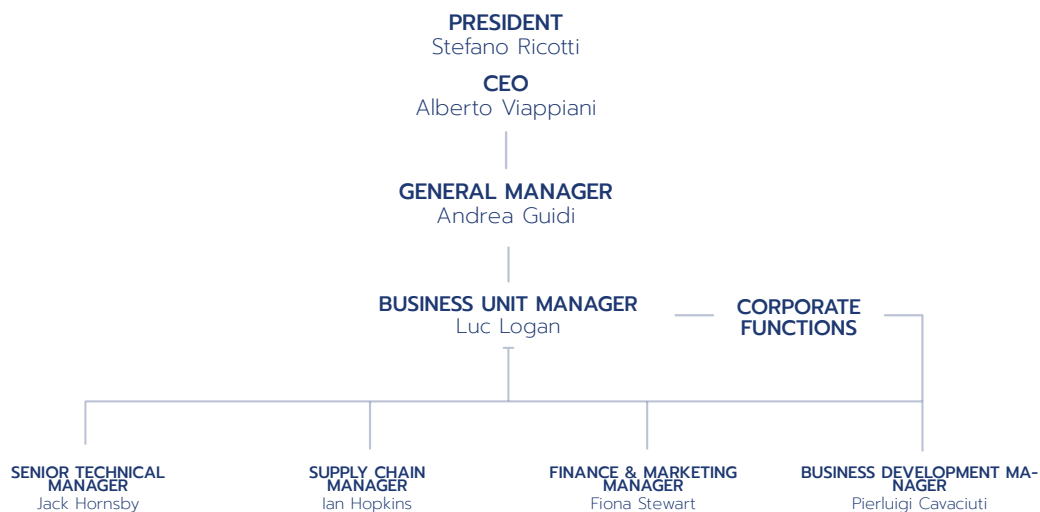 PRESIDENT
Stefano Ricotti
CEO
Alberto Viappiani
GENERAL MANAGER
Andrea Guidi
BUSINESS UNIT MANAGER
Luc Logan
CORPORATE
FUNCTIONS
SENIOR TECHNICAL
MANAGER
Jack Hornsby
SUPPLY CHAIN
MANAGER
Ian Hopkins
FINANCE & MARKETING
MANAGER
Fiona Stewart
BUSINESS DEVELOPMENT MA-
NAGER
Pierluigi Cavaciuti